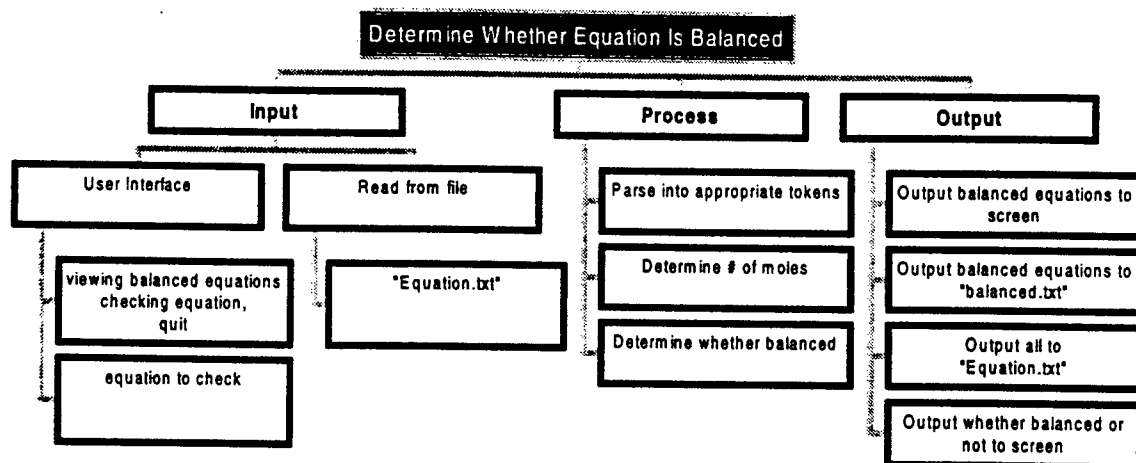 Determine Whether Equation Is Balanced
Input
Process
Output
User Interface
Read from file
viewing balanced equations
checking equation,
quit
equation to check
"Equation.txt"
Parse into appropriate tokens
Determine # of moles
Determine whether balanced
Output balanced equations to
screen
Output balanced equations to
"balanced.txt"
Output all to
"Equation.txt"
Output whether balanced or
not to screen